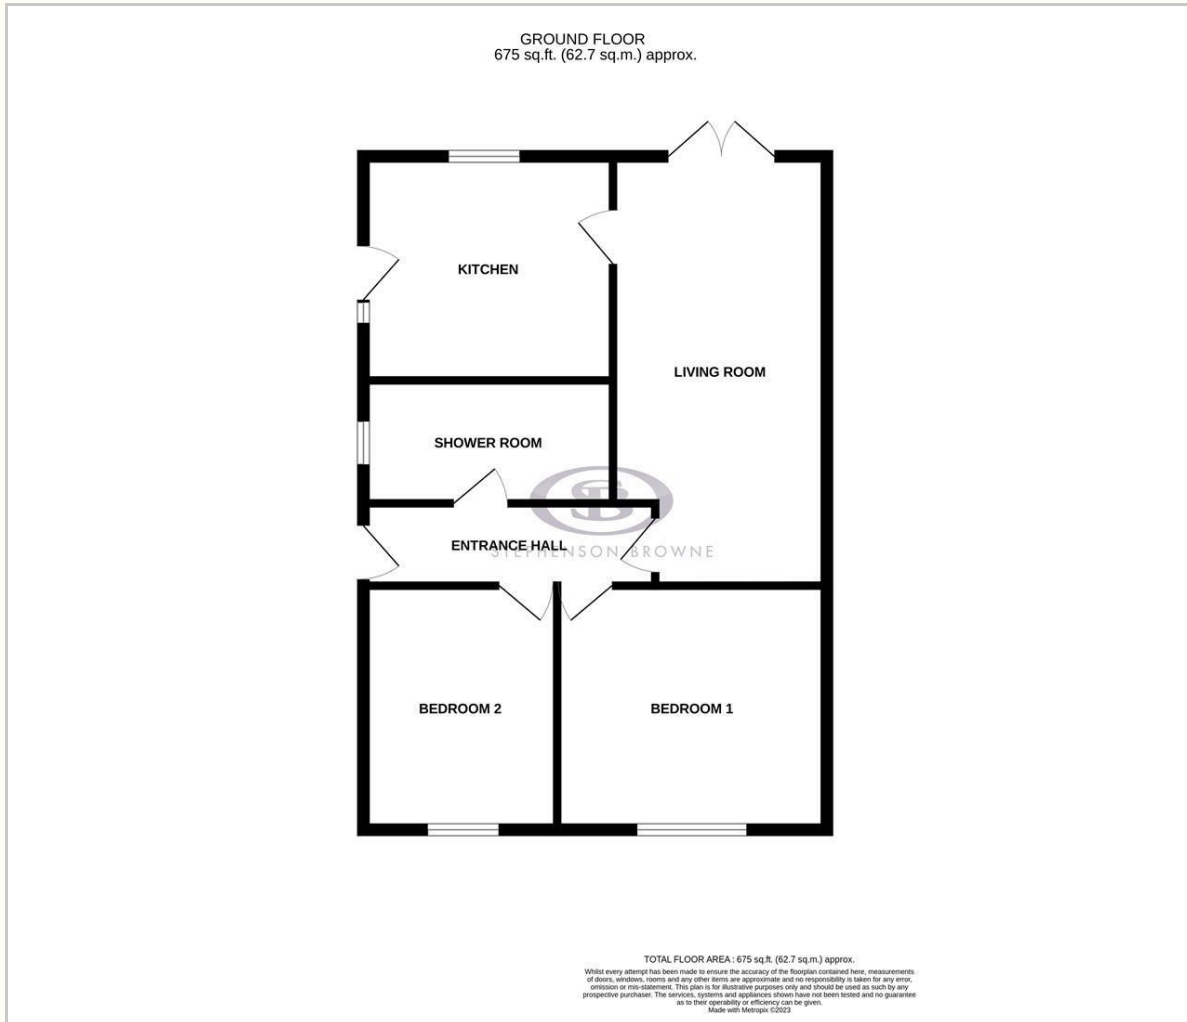 GROUND FLOOR
675 sq.ft. (62.7 sq.m.) approx.
KITCHEN
LIVING ROOM
SHOWER ROOM
SB
ENTRANCE HALL
STEPHENSON BROWNE
BEDROOM 2
BEDROOM 1
TOTAL FLOOR AREA : 675 sq.ft. (62.7 sq.m.) approx.
Whilst every attempt has been made to ensure the accuracy of the floorplan contained here, measurements
of doors, windows, rooms and any other items are approximate and no responsibility is taken for any error,
omission or mis-statement. This plan is for illustrative purposes only and should be used as such by any
prospective purchaser. The services, systems and appliances shown have not been tested and no guarantee
as to their operability or efficiency can be given.
Made with Metropix ©2023